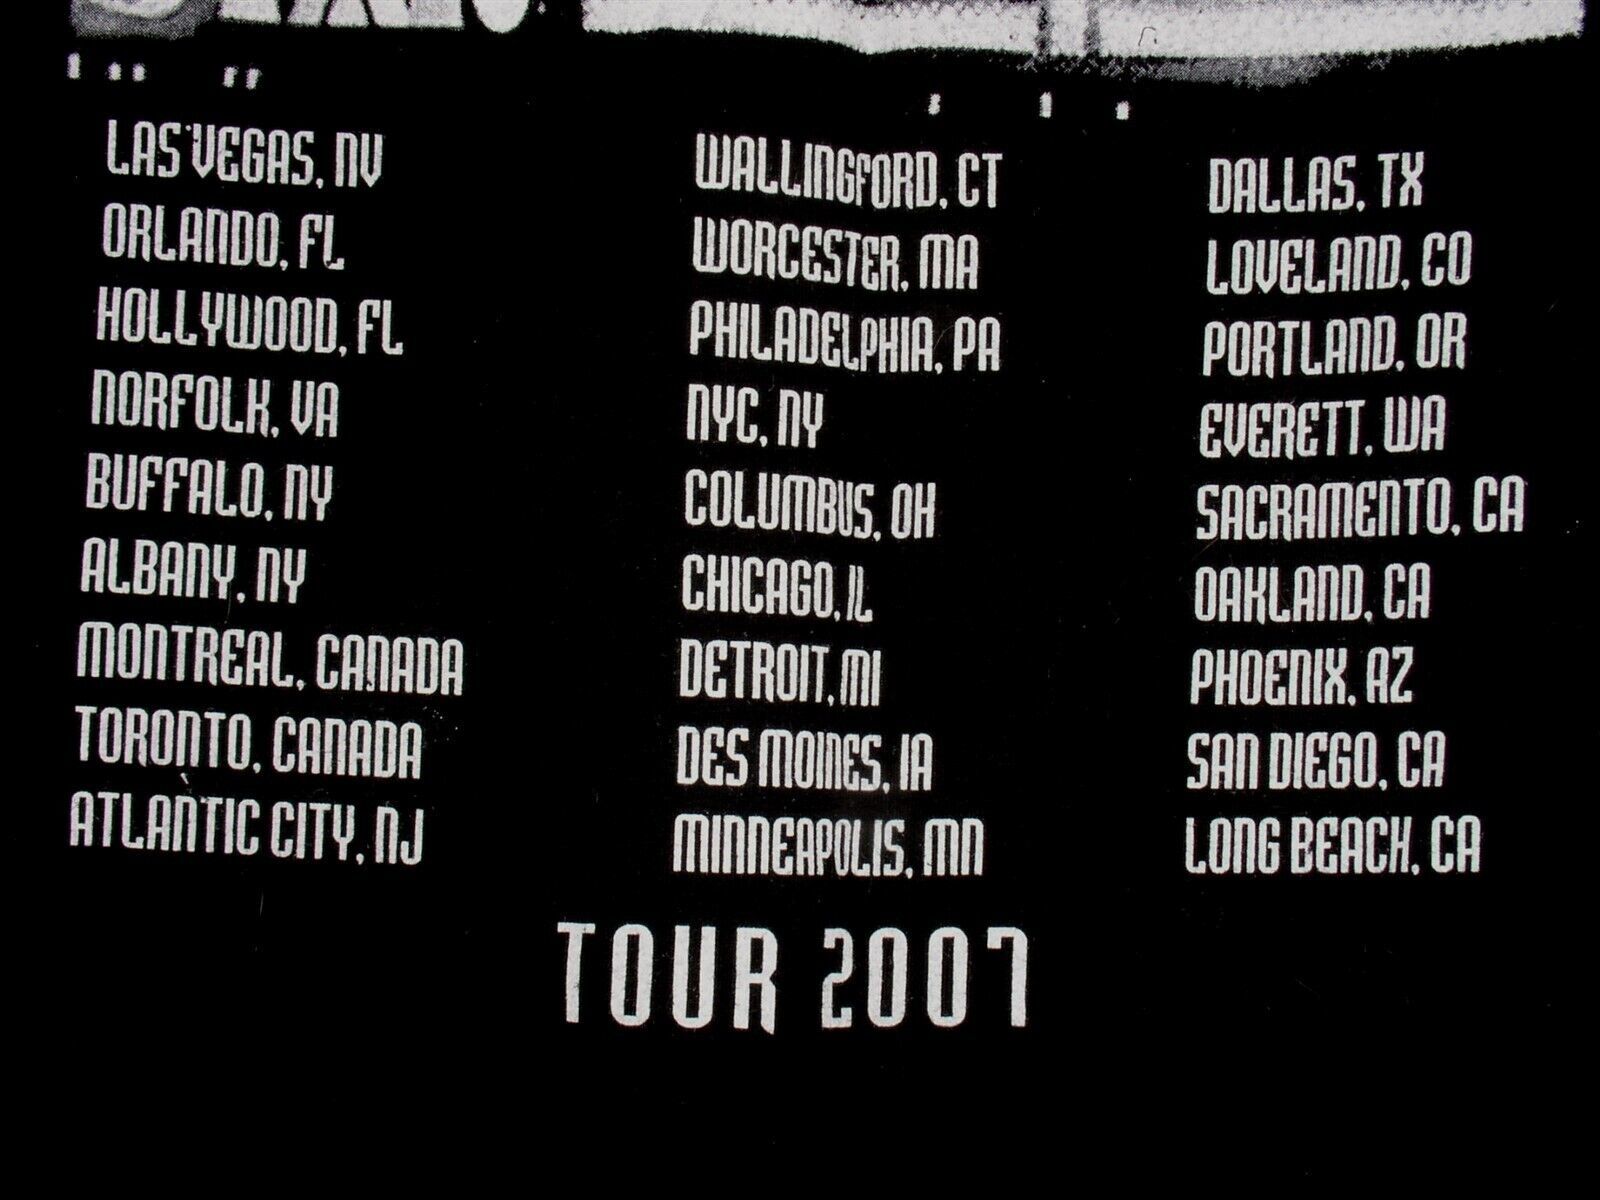 LAS VEGAS, NV
ORLANDO, FL
HOLLYWOOD, FL
NORFOLK, VA
BUFFALO, NY
ALBANY, NY
MONTREAL, CANADA
TORONTO, CANADA
ATLANTIC CITY, NJ
WALLINGFORD, CT
WORCESTER, MA
PHILADELPHIA, PA
NYC, NY
COLUMBUS, OH
CHICAGO, IL
DETROIT, MI
DES MOINES, IA
MINNEAPOLIS, MN
DALLAS, TX
LOVELAND, CO
PORTLAND, OR
EVERETT, WA
SACRAMENTO, CA
OAKLAND, CA
PHOENIX, AZ
SAN DIEGO, CA
LONG BEACH, CA
TOUR 2007